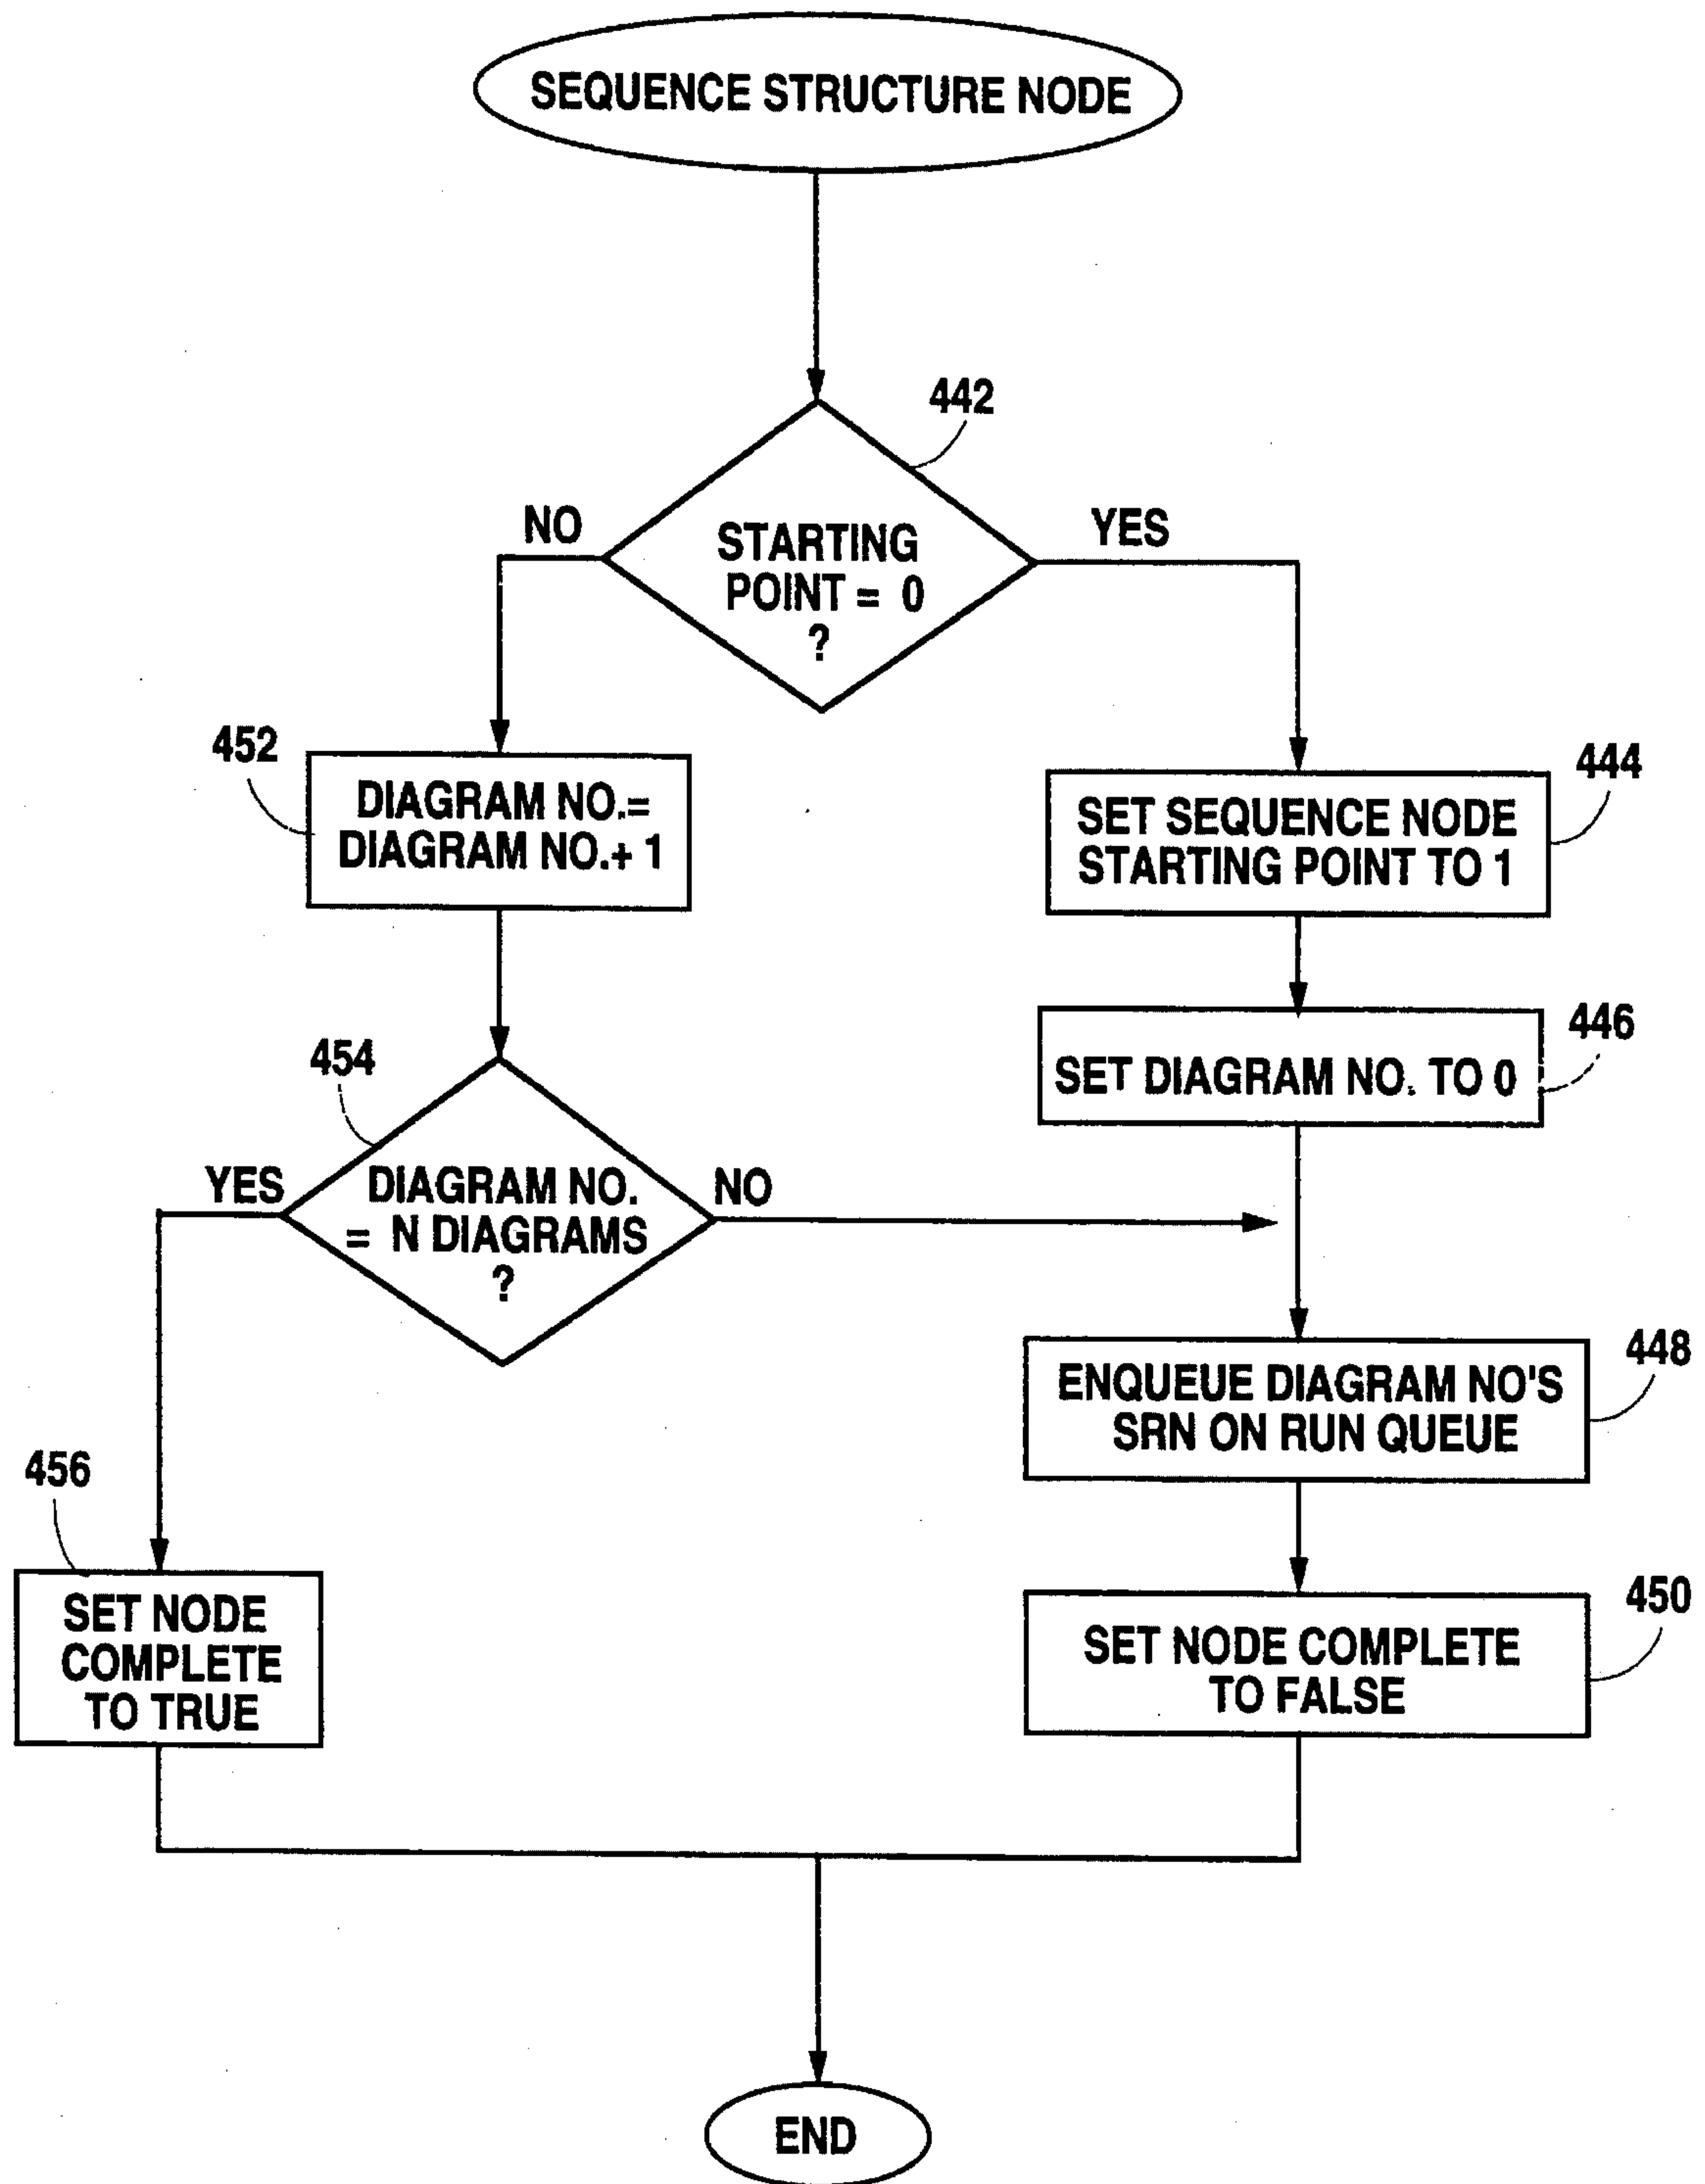 SEQUENCE STRUCTURE NODE
442
NO
YES
STARTING
POINT = 0
?
452
444
DIAGRAM NO.=
DIAGRAM NO.+ 1
SET SEQUENCE NODE
STARTING POINT TO 1
446
SET DIAGRAM NO. TO 0
454
YES
DIAGRAM NO.
= N DIAGRAMS
?
NO
448
ENQUEUE DIAGRAM NO'S
SRN ON RUN QUEUE
456
SET NODE
COMPLETE
TO TRUE
450
SET NODE COMPLETE
TO FALSE
END